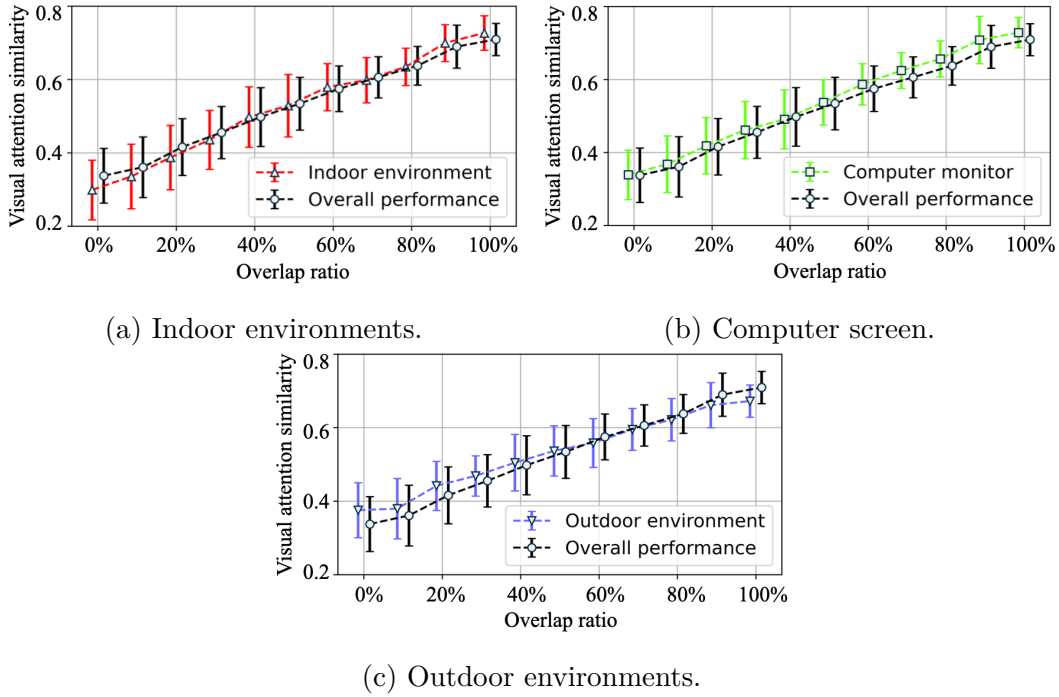 Visual attention similarity
0.8
0.6
0.4
0.2
Indoor environment
Overall performance
0% 20% 40% 60% 80% 100%
Overlap ratio
(a) Indoor environments.
Visual attention similarity
0.8
0.6
0.4
0.2
Computer monitor
Overall performance
0% 20% 40% 60% 80% 100%
Overlap ratio
(b) Computer screen.
Visual attention similarity
0.8
0.6
0.4
0.2
Outdoor environment
Overall performance
0% 20% 40% 60% 80% 100%
Overlap ratio
(c) Outdoor environments.